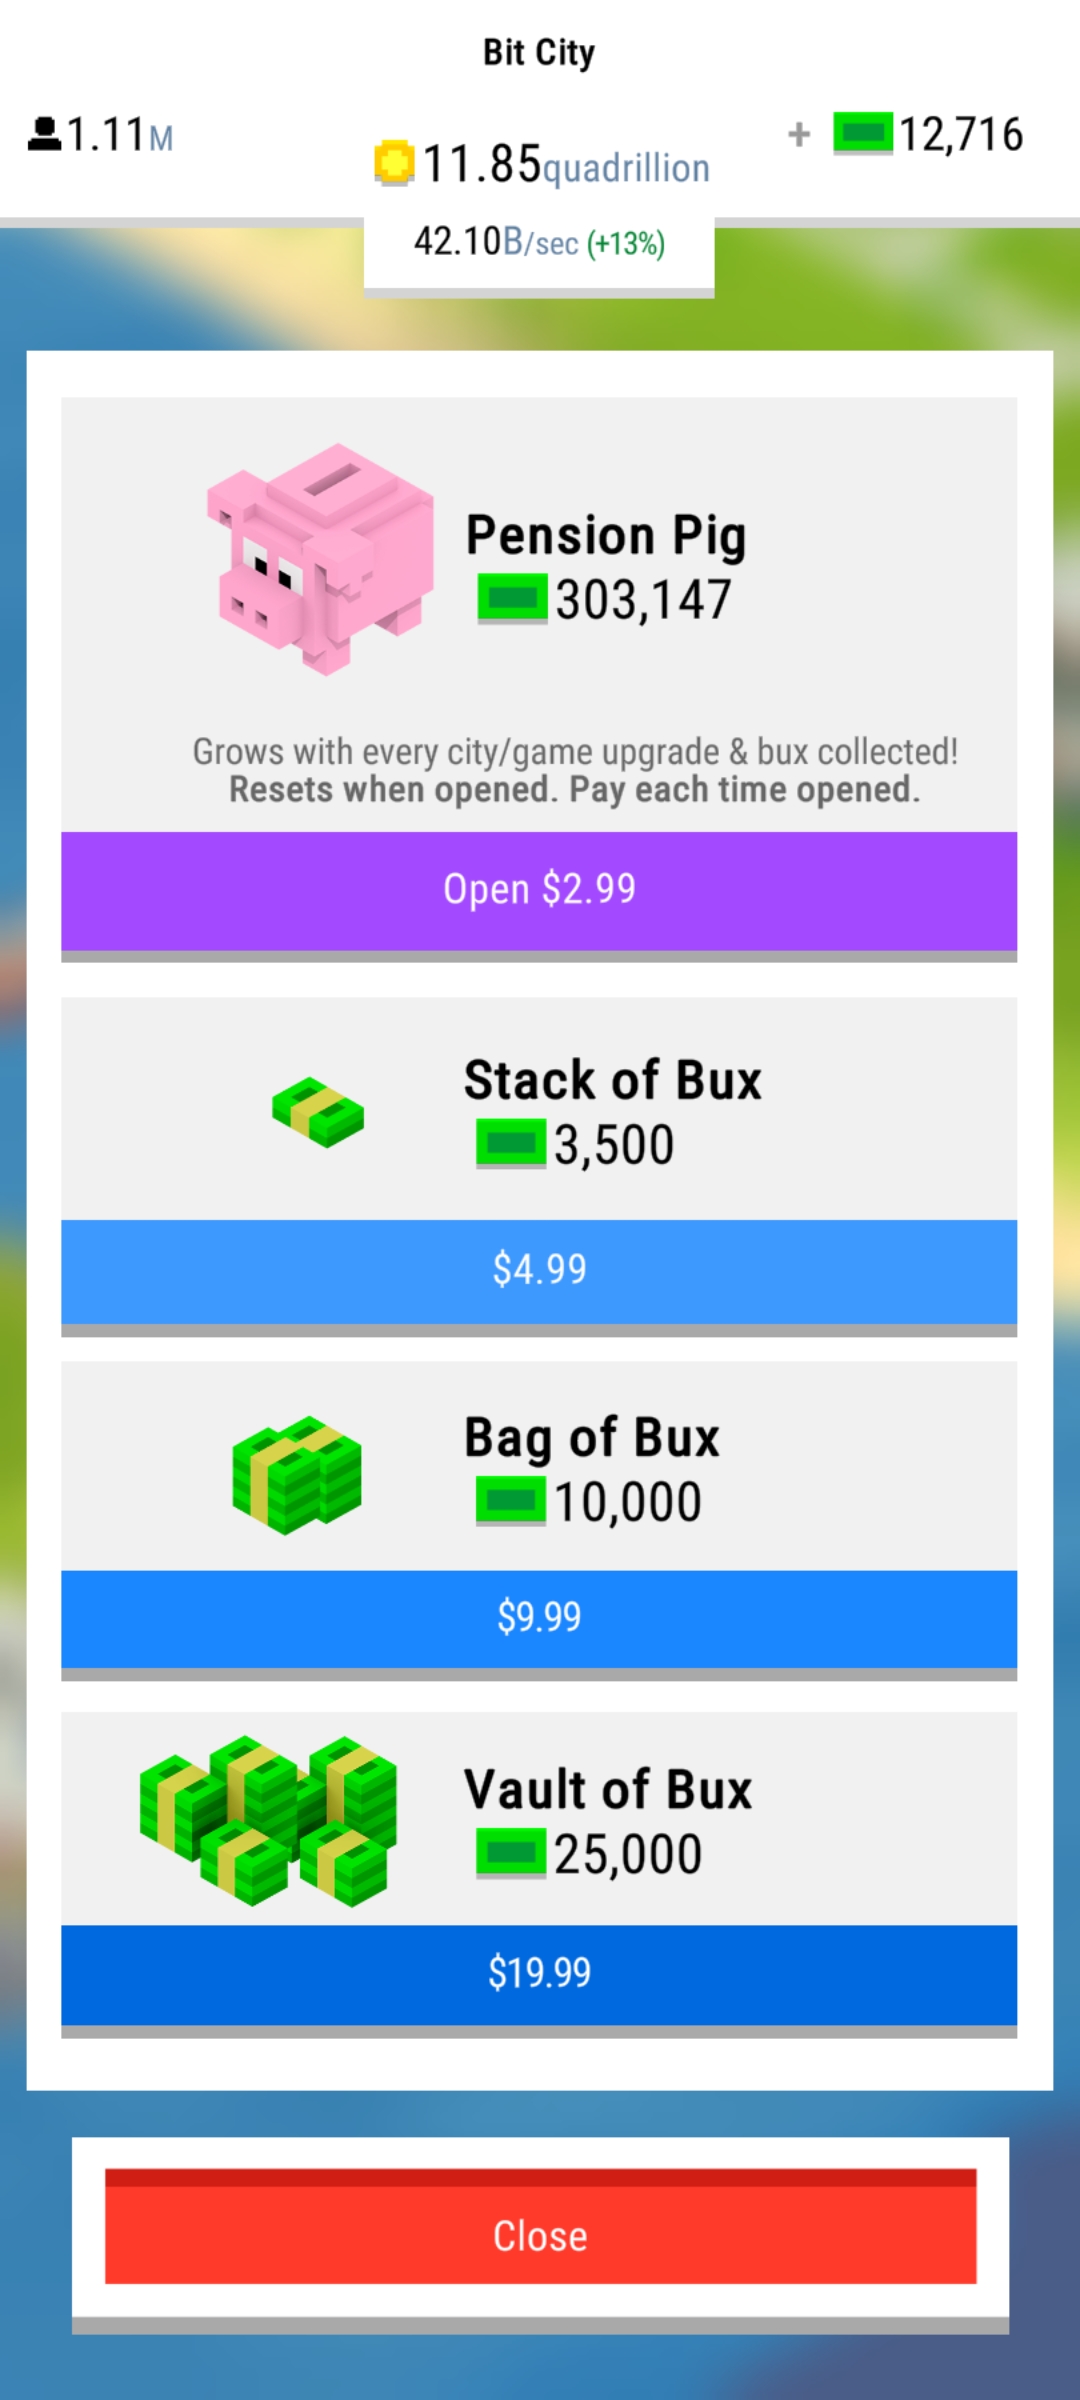 Bit City
1.11M
11.85quadrillion
+ 12,716
42.10B/sec (+13%)
Pension Pig
303,147
Grows with every city/game upgrade & bux collected!
Resets when opened. Pay each time opened.
Open $2.99
Stack of Bux
3,500
$4.99
Bag of Bux
10,000
$9.99
Vault of Bux
25,000
$19.99
Close